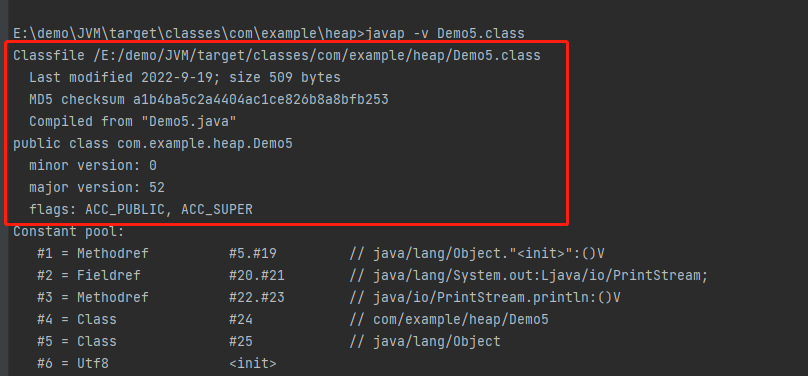 E:\demo\JVM\target\classes\com\example\heap>javap -v Demo5.class
Classfile /E:/demo/JVM/target/classes/com/example/heap/Demo5.class
  Last modified 2022-9-19; size 509 bytes
  MD5 checksum a1b4ba5c2a4404ac1ce826b8a8bfb253
  Compiled from "Demo5.java"
public class com.example.heap.Demo5
  minor version: 0
  major version: 52
  flags: ACC_PUBLIC, ACC_SUPER
Constant pool:
   #1 = Methodref          #5.#19         // java/lang/Object."<init>":()V
   #2 = Fieldref           #20.#21        // java/lang/System.out:Ljava/io/PrintStream;
   #3 = Methodref          #22.#23        // java/io/PrintStream.println:()V
   #4 = Class              #24            // com/example/heap/Demo5
   #5 = Class              #25            // java/lang/Object
   #6 = Utf8               <init>